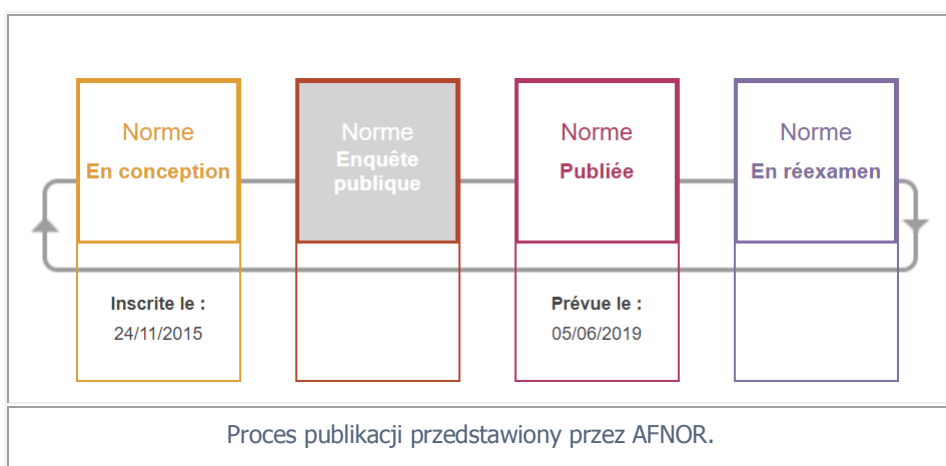 Norme
En conception
Norme
Enquête
publique
Norme
Publiée
Norme
En réexamen
Inscrite le :
24/11/2015
Prévue le :
05/06/2019
Proces publikacji przedstawiony przez AFNOR.